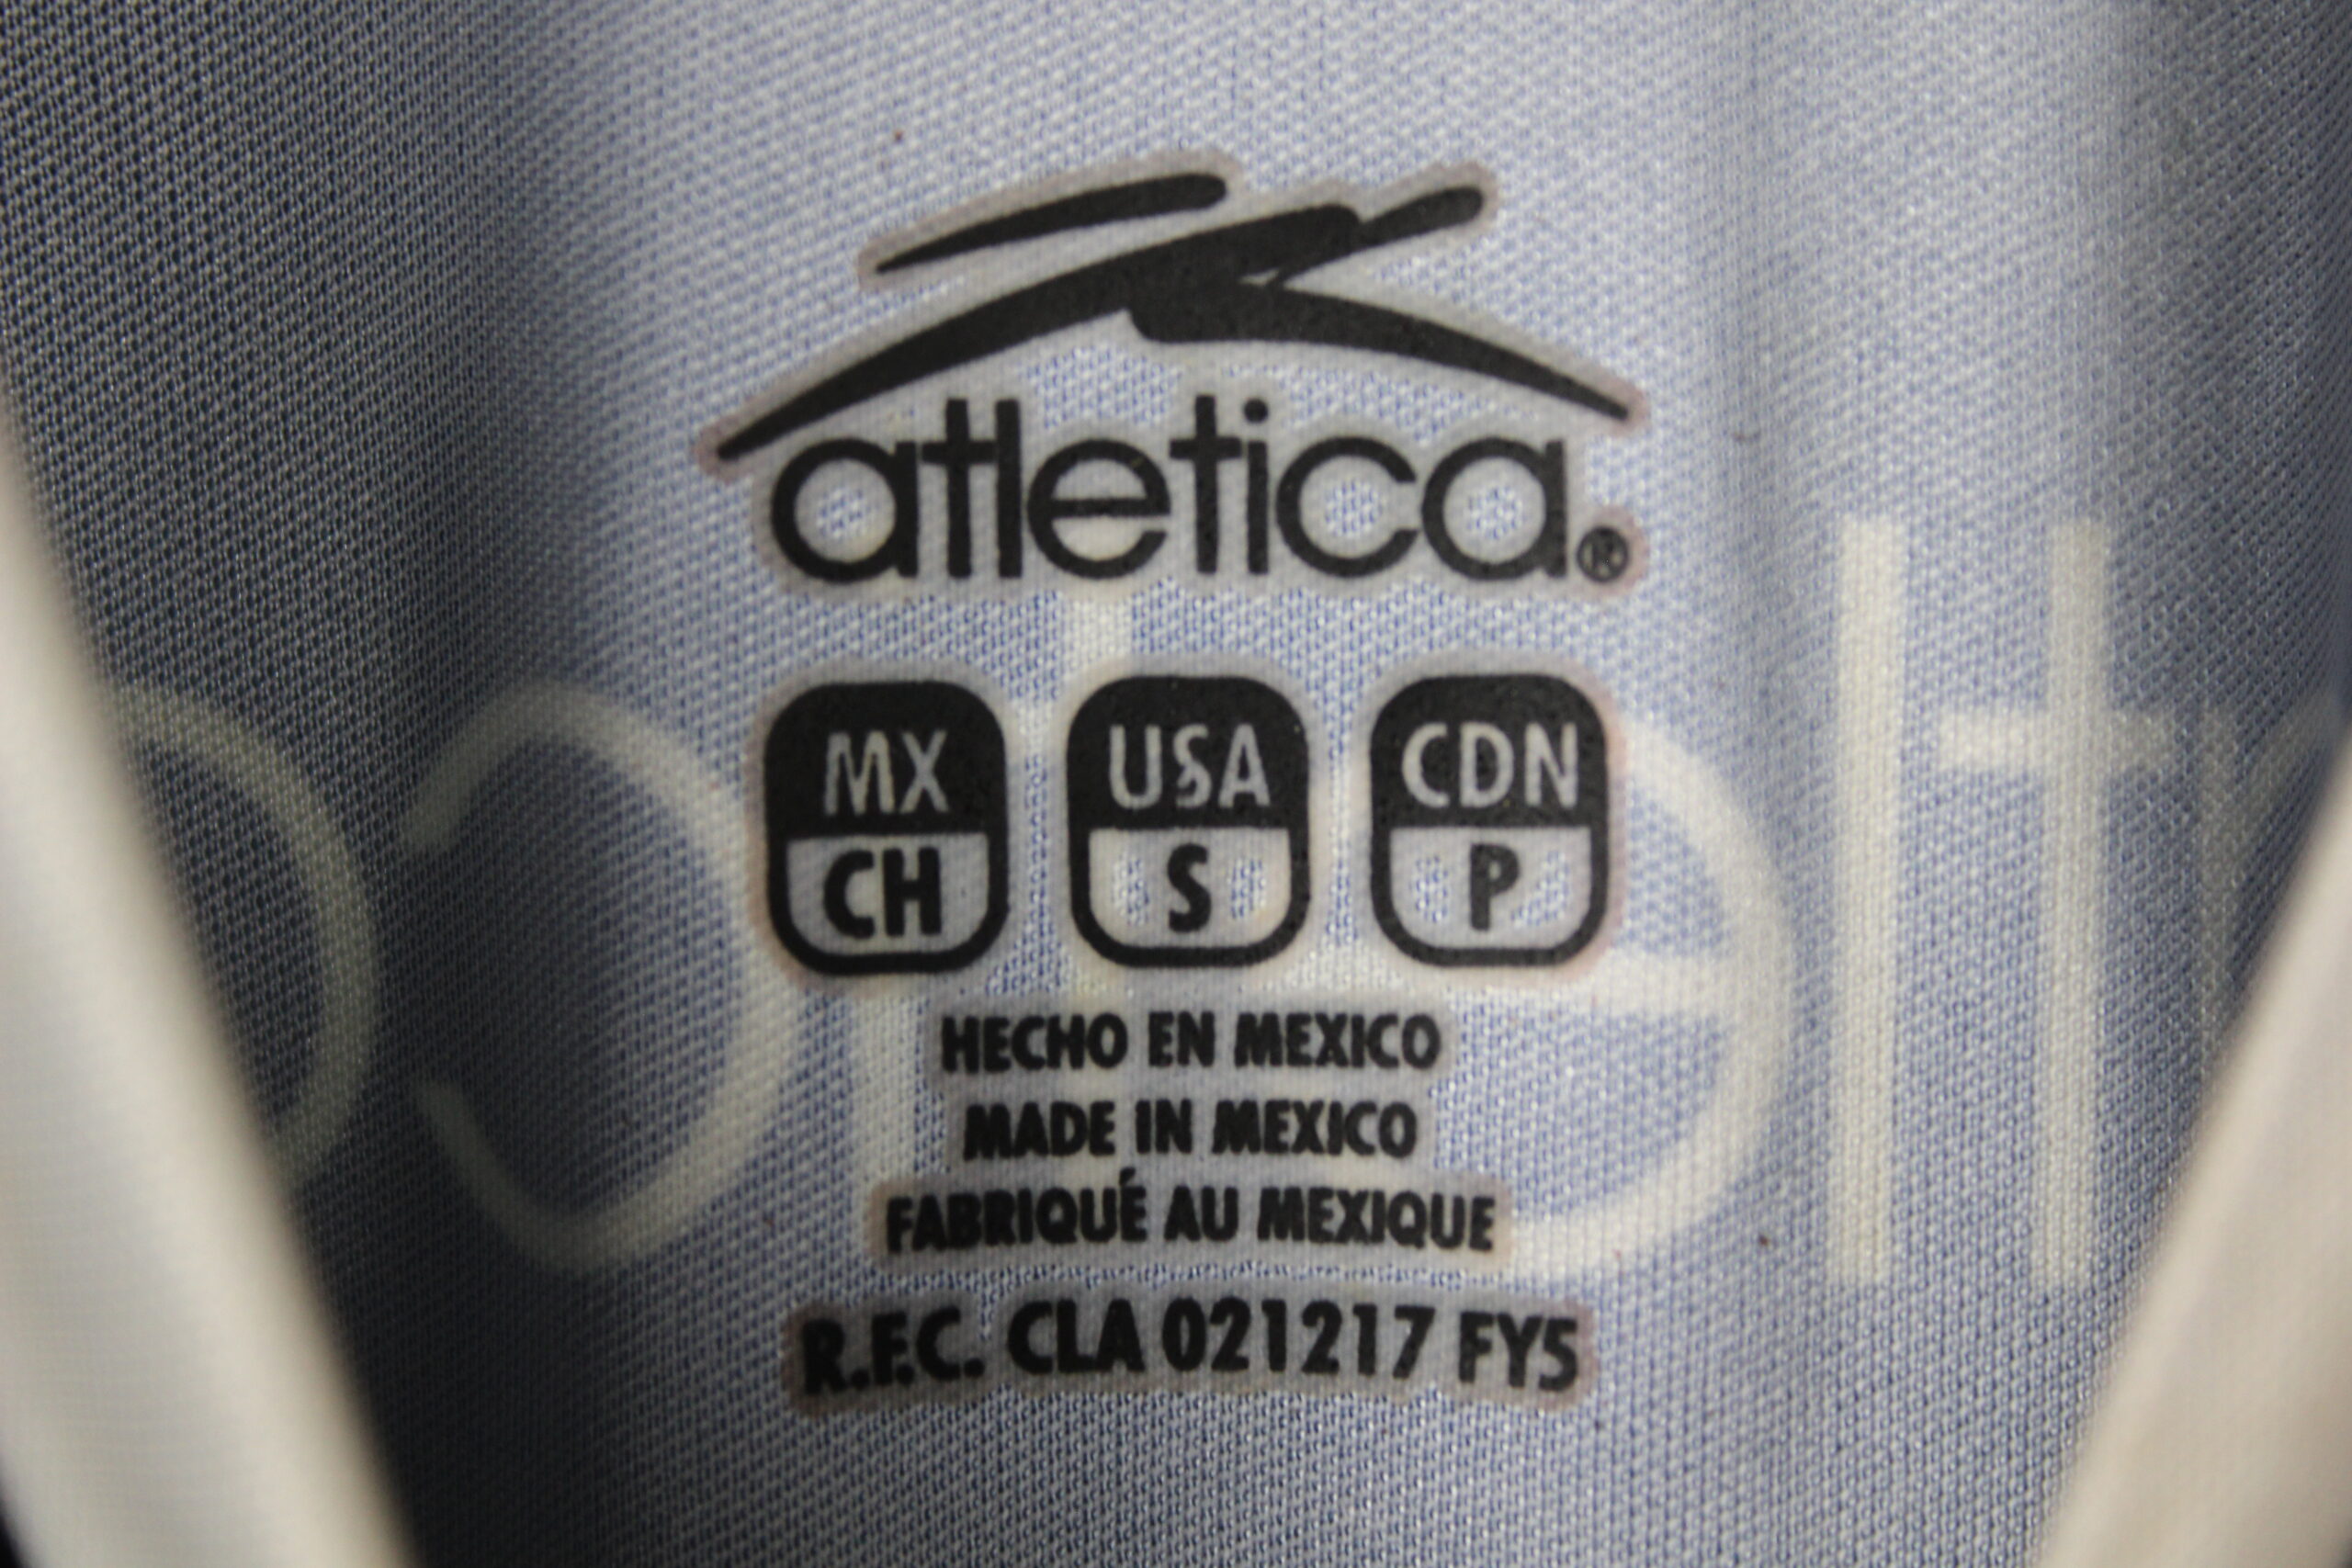 atletica®
MX USA CDN
CH S P
HECHO EN MEXICO
MADE IN MEXICO
FABRIQUÉ AU MEXIQUE
R.F.C. CLA 021217 FY5